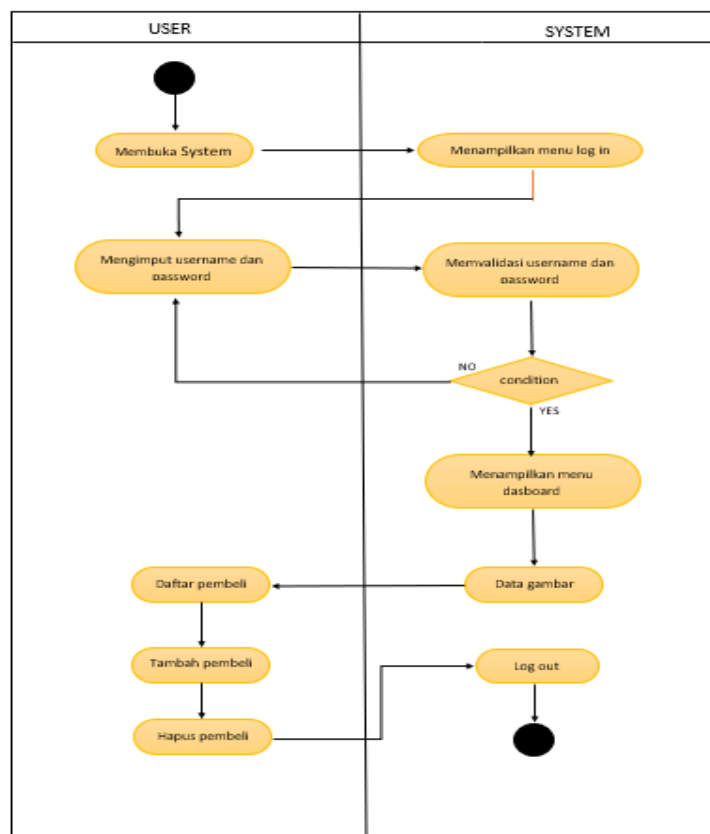 USER
SYSTEM
Membuka System
Menampilkan menu log in
Mengimput username dan
password
Memvalidasi username dan
password
NO
condition
YES
Menampilkan menu
dasboard
Daftar pembeli
Data gambar
Tambah pembeli
Log out
Hapus pembeli